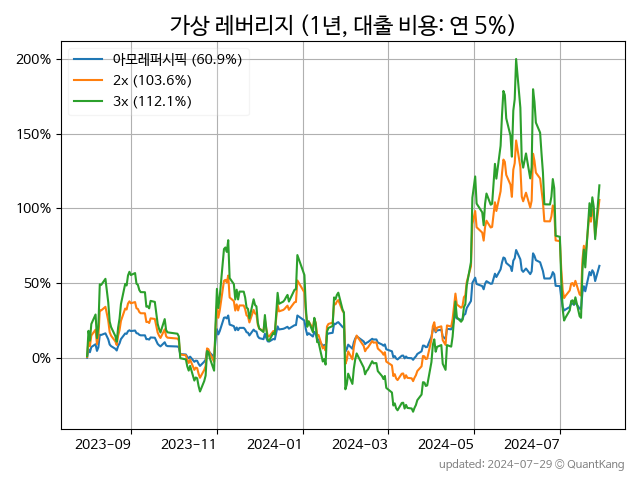 가상 레버리지 (1년, 대출 비용: 연 5%)
아모레퍼시픽 (60.9%)
2x (103.6%)
3x (112.1%)
200%
150%
100%
50%
0%
2023-09 2023-11 2024-01 2024-03 2024-05 2024-07
updated: 2024-07-29 © QuantKang